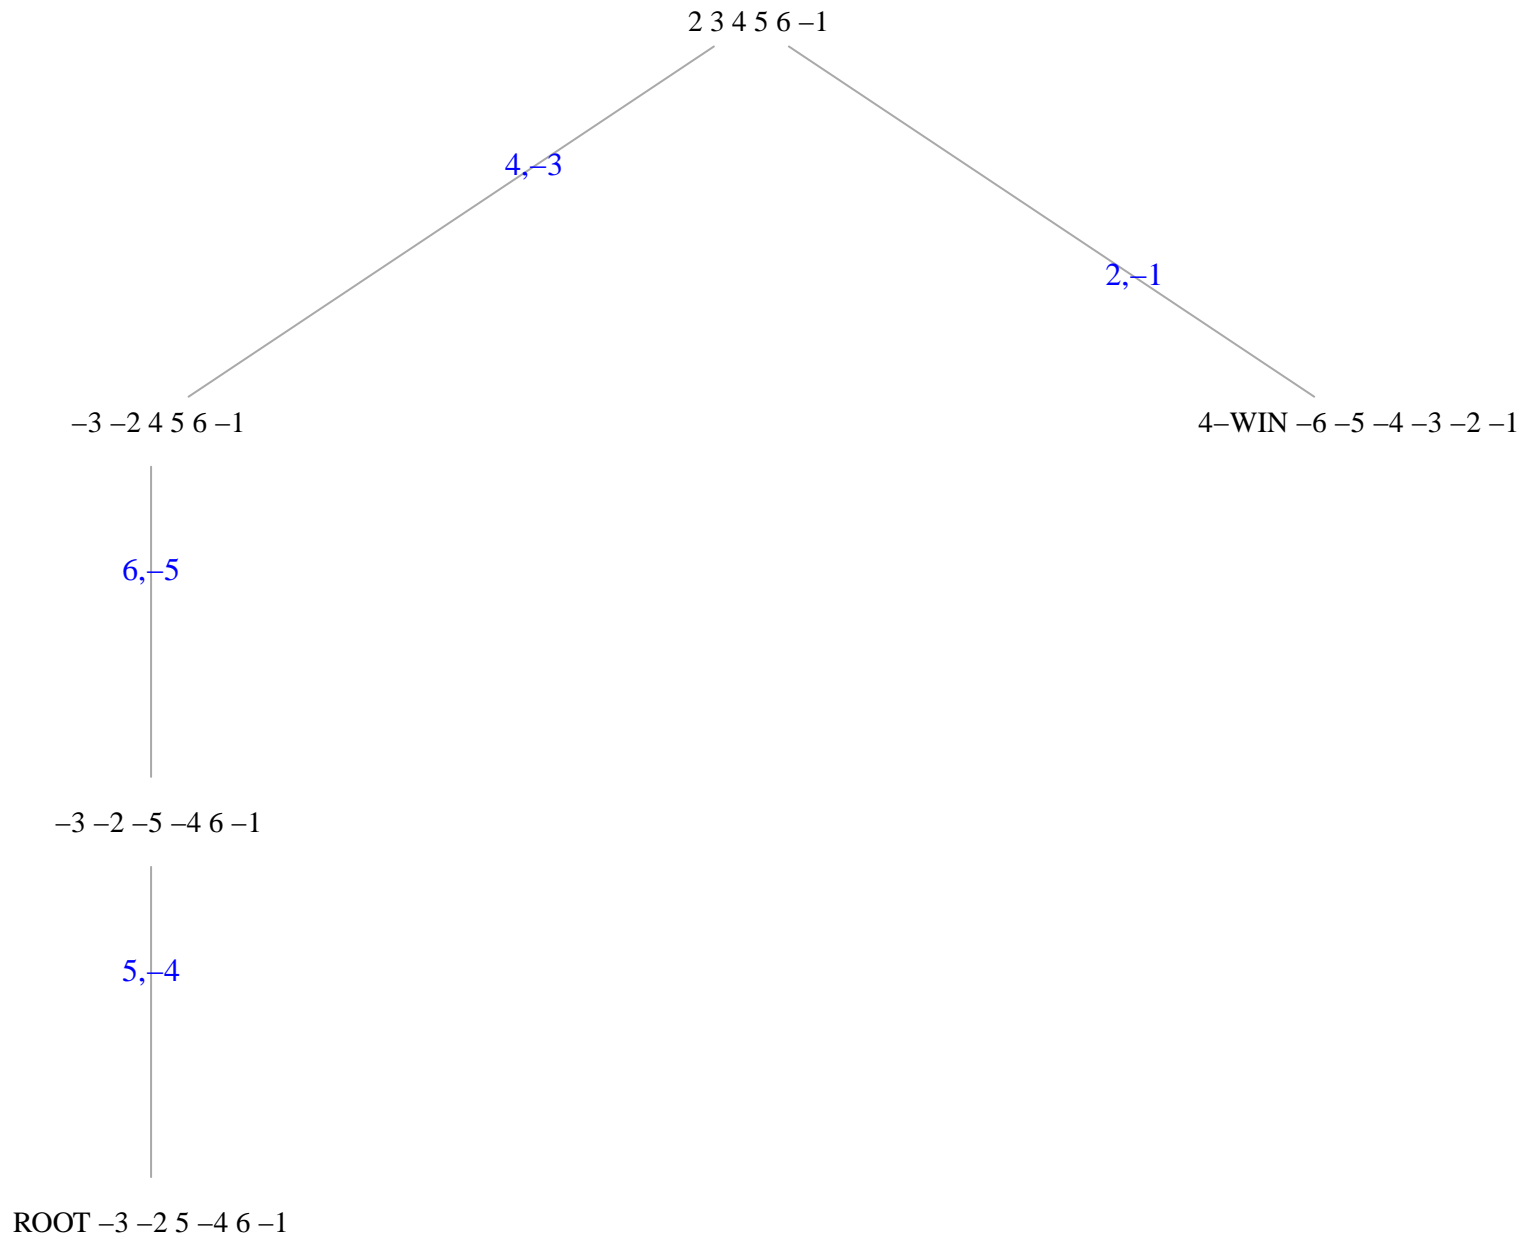 2 3 4 5 6 –1
4,–3
2,–1
–3 –2 4 5 6 –1
4–WIN –6 –5 –4 –3 –2 –1
6,–5
–3 –2 –5 –4 6 –1
5,–4
ROOT –3 –2 5 –4 6 –1